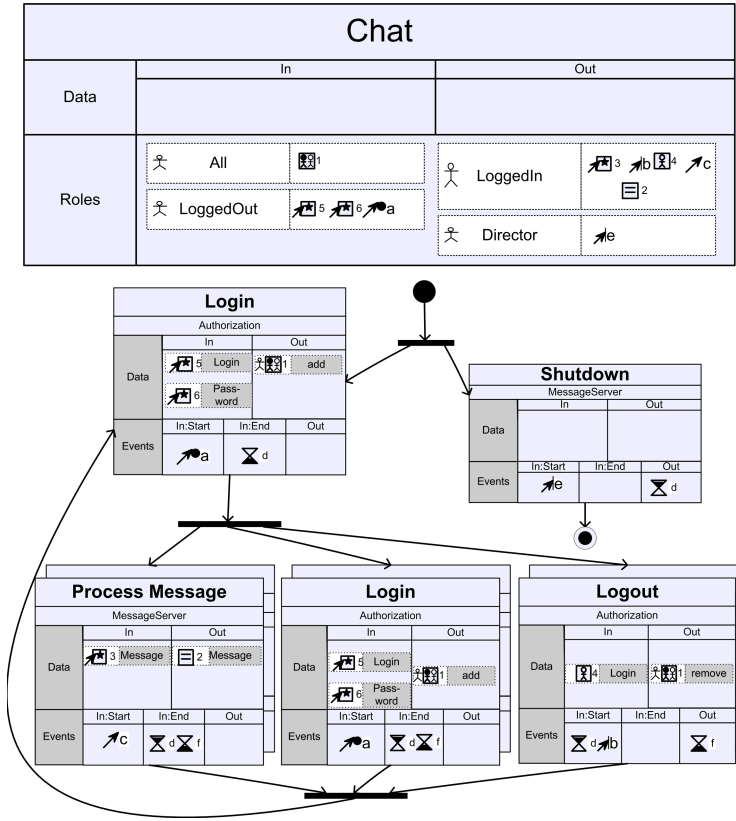 Chat
In Out
Data
Roles
All 1
LoggedOut 5 6 a
LoggedIn 3 b 4 c
2
Director e
Login
Authorization
Data
In Out
5 Login 1 add
6 Pass-
word
Events
In:Start In:End Out
a d
Shutdown
MessageServer
Data
In Out
Events
In:Start In:End Out
e d
Process Message
MessageServer
Data
In Out
3 Message 2 Message
Events
In:Start In:End Out
c d f
Login
Authorization
Data
In Out
5 Login 1 add
6 Pass-
word
Events
In:Start In:End Out
a d f
Logout
Authorization
Data
In Out
4 Login 1 remove
Events
In:Start In:End Out
d b f